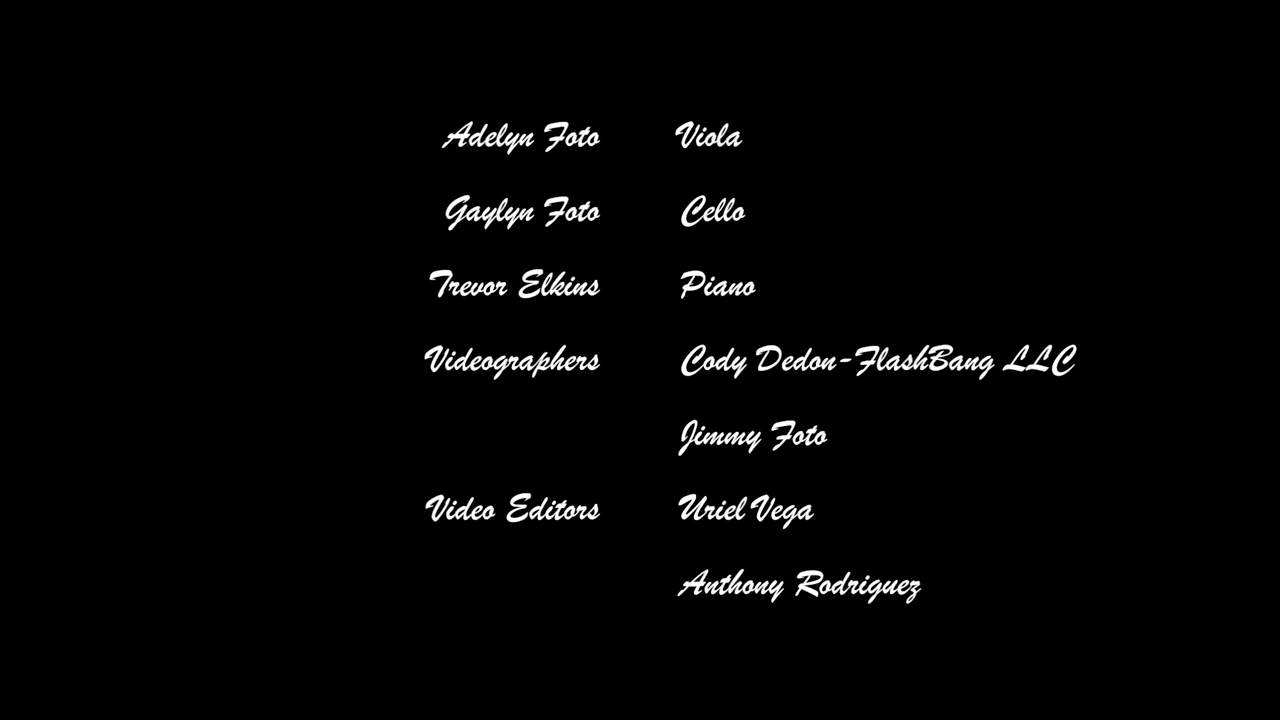 Adelyn Foto Viola
Gaylyn Foto Cello
Trevor Elkins Piano
Videographers Cody Dedon-FlashBang LLC
Jimmy Foto
Video Editors Uriel Vega
Anthony Rodriguez